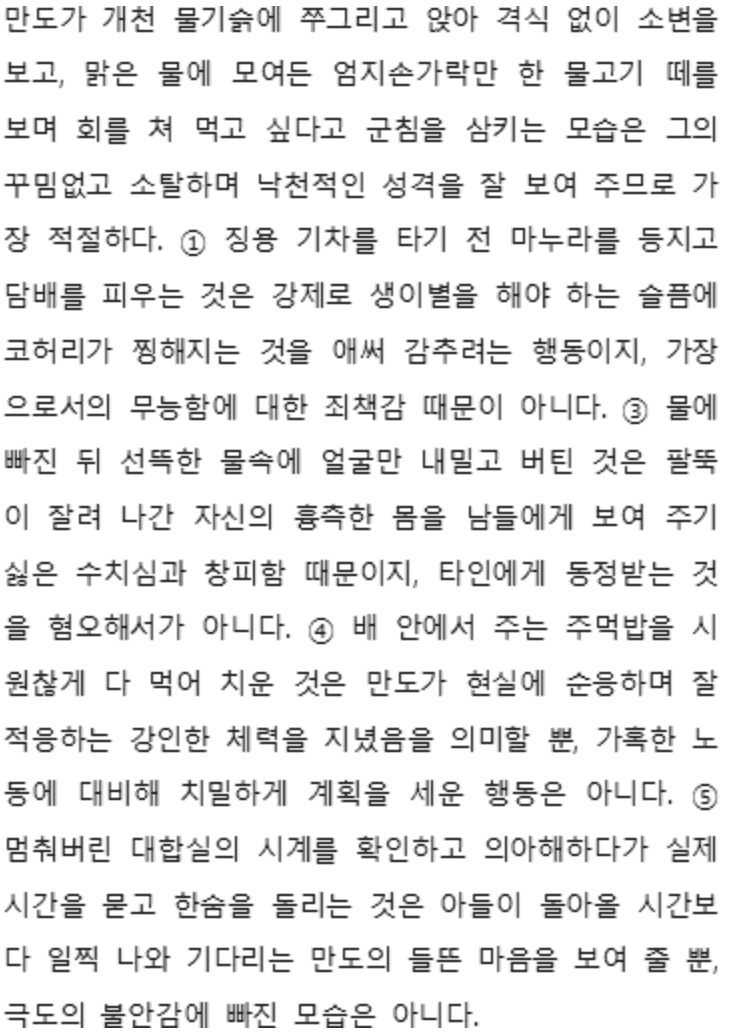 만도가 개천 물기슭에 쭈그리고 앉아 격식 없이 소변을
보고, 맑은 물에 모여든 엄지손가락만 한 물고기 떼를
보며 회를 쳐 먹고 싶다고 군침을 삼키는 모습은 그의
꾸밈없고 소탈하며 낙천적인 성격을 잘 보여 주므로 가
장 적절하다. ① 징용 기차를 타기 전 마누라를 등지고
담배를 피우는 것은 강제로 생이별을 해야 하는 슬픔에
코허리가 찡해지는 것을 애써 감추려는 행동이지, 가장
으로서의 무능함에 대한 죄책감 때문이 아니다. ③ 물에
빠진 뒤 선뜩한 물속에 얼굴만 내밀고 버틴 것은 팔뚝
이 잘려 나간 자신의 흉측한 몸을 남들에게 보여 주기
싫은 수치심과 창피함 때문이지, 타인에게 동정받는 것
을 혐오해서가 아니다. ④ 배 안에서 주는 주먹밥을 시
원찮게 다 먹어 치운 것은 만도가 현실에 순응하며 잘
적응하는 강인한 체력을 지녔음을 의미할 뿐, 가혹한 노
동에 대비해 치밀하게 계획을 세운 행동은 아니다. ⑤
멈춰버린 대합실의 시계를 확인하고 의아해하다가 실제
시간을 묻고 한숨을 돌리는 것은 아들이 돌아올 시간보
다 일찍 나와 기다리는 만도의 들뜬 마음을 보여 줄 뿐,
극도의 불안감에 빠진 모습은 아니다.